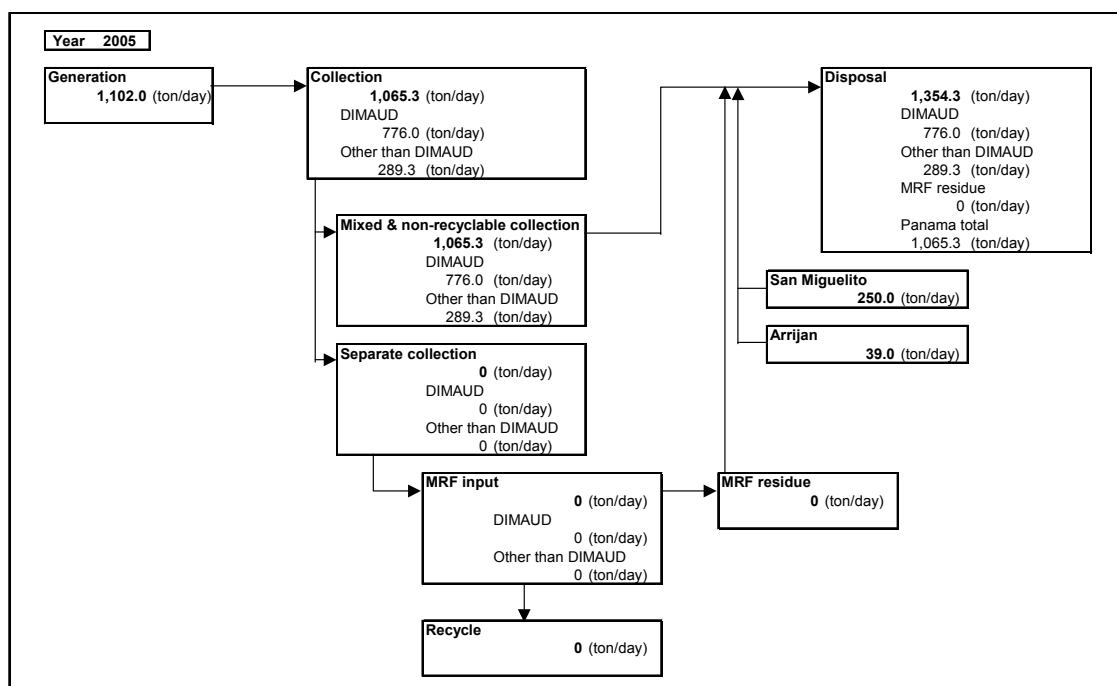 Year 2005
Generation
1,102.0 (ton/day)
Collection
1,065.3 (ton/day)
DIMAUD
776.0 (ton/day)
Other than DIMAUD
289.3 (ton/day)
Disposal
1,354.3 (ton/day)
DIMAUD
776.0 (ton/day)
Other than DIMAUD
289.3 (ton/day)
MRF residue
0 (ton/day)
Panama total
1,065.3 (ton/day)
Mixed & non-recyclable collection
1,065.3 (ton/day)
DIMAUD
776.0 (ton/day)
Other than DIMAUD
289.3 (ton/day)
San Miguelito
250.0 (ton/day)
Arrijan
39.0 (ton/day)
Separate collection
0 (ton/day)
DIMAUD
0 (ton/day)
Other than DIMAUD
0 (ton/day)
MRF input
0 (ton/day)
DIMAUD
0 (ton/day)
Other than DIMAUD
0 (ton/day)
MRF residue
0 (ton/day)
Recycle
0 (ton/day)